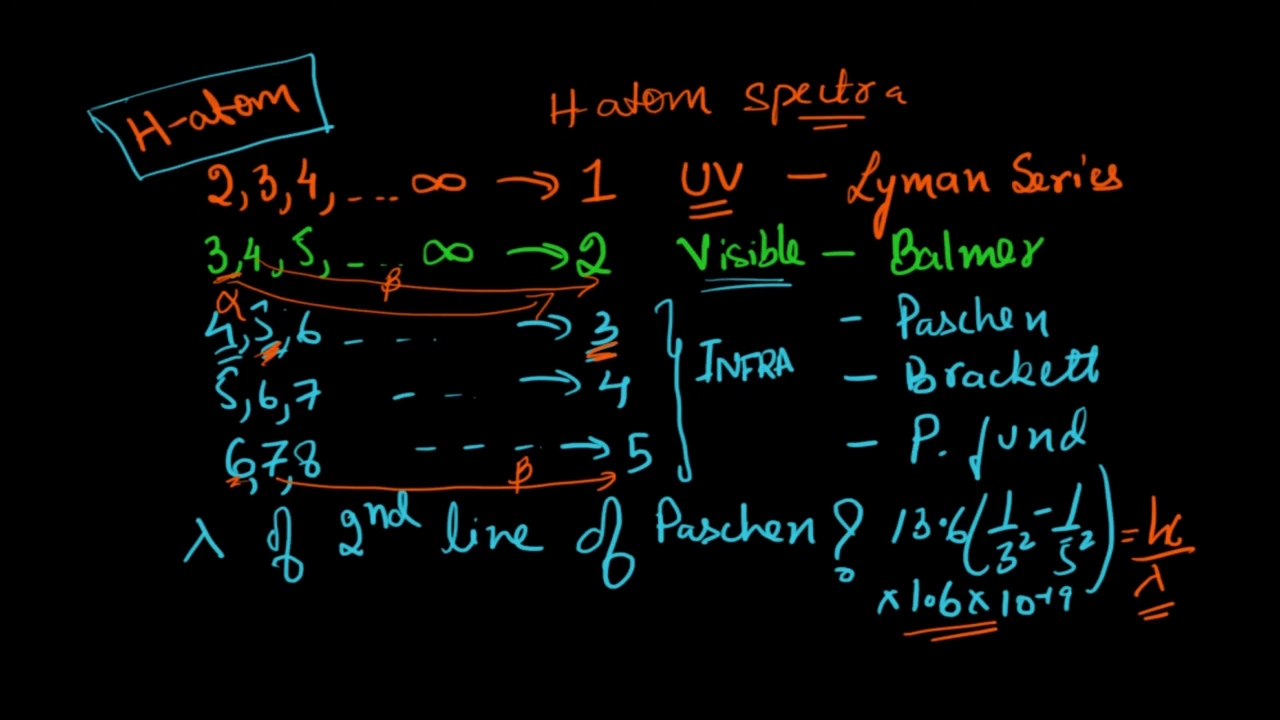 H-atom
H atom spectra
2,3,4, --- ∞ → 1 UV - Lyman Series
3,4,5, --- ∞ → 2 Visible - Balmer
β
α
4,5,6 - - -- → 3 - Paschen
INFRA
5,6,7 - -- → 4 - Brackett
6,7,8 - - - - → 5 - P. fund
β
λ of 2nd line of Paschen ? 13.6(1/3² - 1/5²) = hc/λ
×1.6×10-19